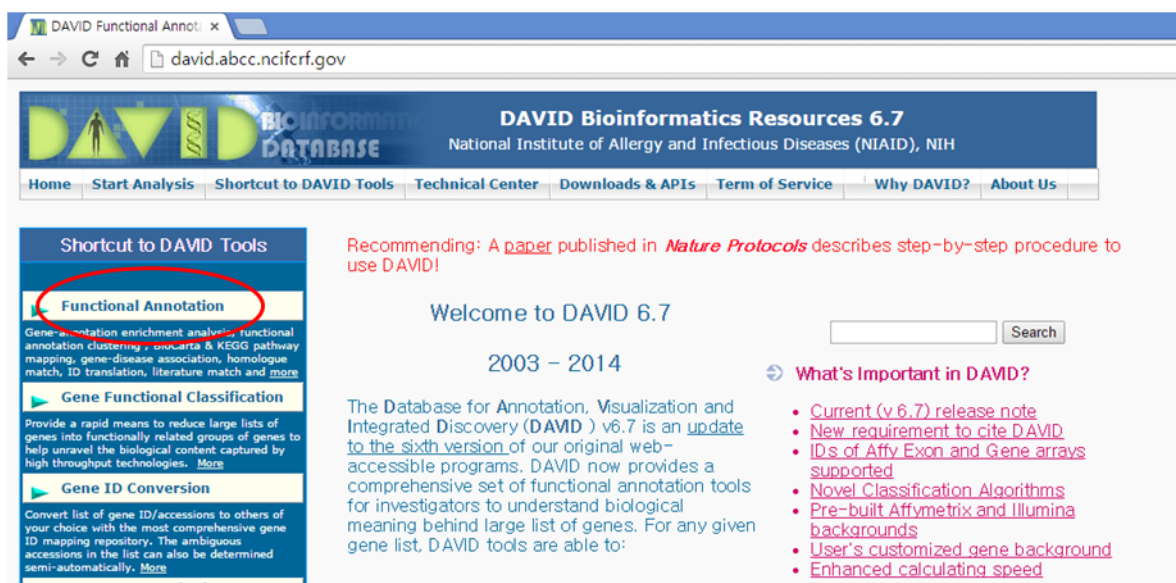 DAVID Functional Annot: ×
david.abcc.ncifcrf.gov
DAVID BIOINFORMATI
DATABASE
DAVID Bioinformatics Resources 6.7
National Institute of Allergy and Infectious Diseases (NIAID), NIH
Home Start Analysis Shortcut to DAVID Tools Technical Center Downloads & APIs Term of Service Why DAVID? About Us
Shortcut to DAVID Tools
Functional Annotation
Gene-annotation enrichment analysis, functional
annotation clustering , BioCarta & KEGG pathway
mapping, gene-disease association, homologue
match, ID translation, literature match and more
Gene Functional Classification
Provide a rapid means to reduce large lists of
genes into functionally related groups of genes to
help unravel the biological content captured by
high throughput technologies. More
Gene ID Conversion
Convert list of gene ID/accessions to others of
your choice with the most comprehensive gene
ID mapping repository. The ambiguous
accessions in the list can also be determined
semi-automatically. More
Recommending: A paper published in Nature Protocols describes step-by-step procedure to
use DAVID!
Welcome to DAVID 6.7
2003 - 2014
The Database for Annotation, Visualization and
Integrated Discovery (DAVID ) v6.7 is an update
to the sixth version of our original web-
accessible programs. DAVID now provides a
comprehensive set of functional annotation tools
for investigators to understand biological
meaning behind large list of genes. For any given
gene list, DAVID tools are able to:
Search
What's Important in DAVID?
Current (v 6.7) release note
New requirement to cite DAVID
IDs of Affy Exon and Gene arrays
supported
Novel Classification Algorithms
Pre-built Affymetrix and Illumina
backgrounds
User's customized gene background
Enhanced calculating speed